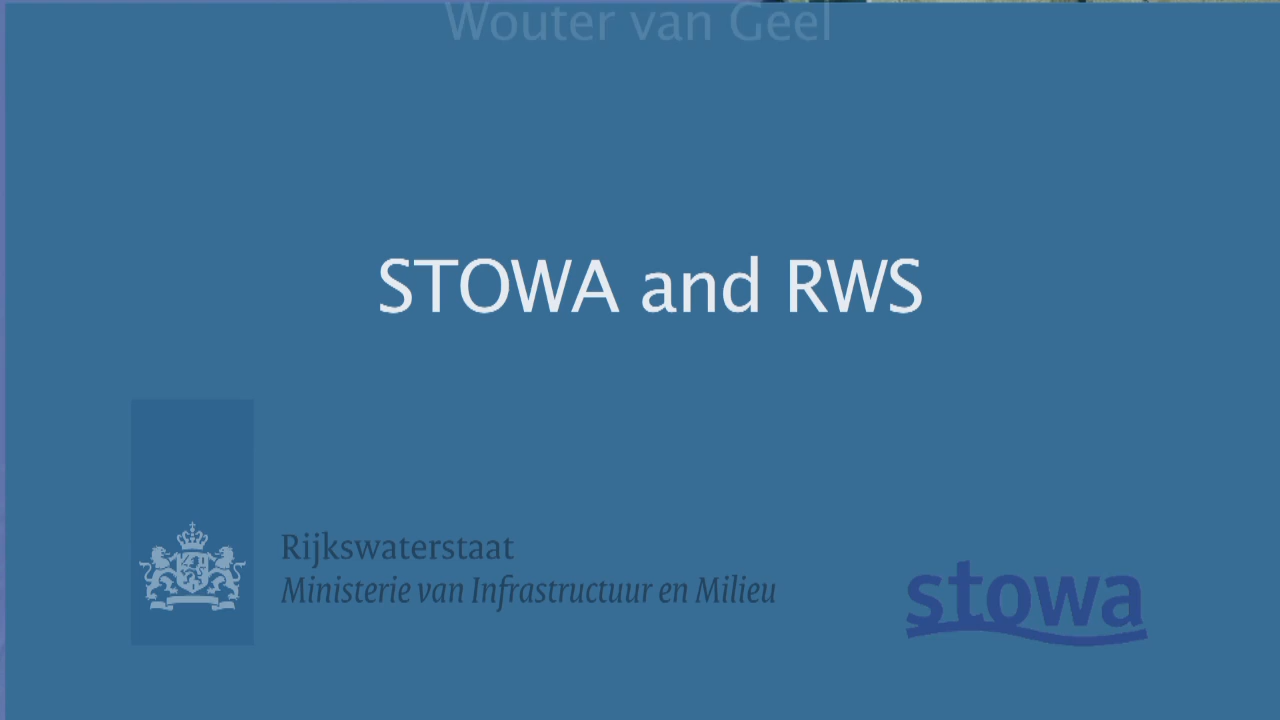 Wouter van Geel
STOWA and RWS
Rijkswaterstaat
Ministerie van Infrastructuur en Milieu
stowa